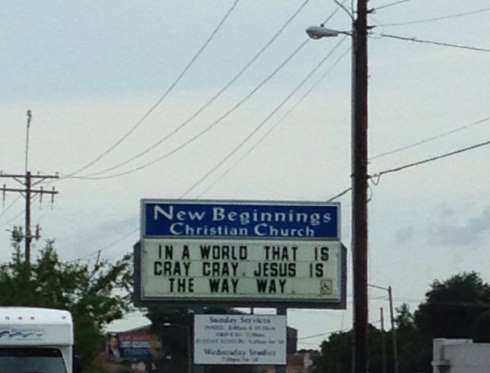 New Beginnings
Christian Church
IN A WORLD THAT IS
CRAY CRAY. JESUS IS
THE WAY WAY.
Sunday Services
Wednesday Studies